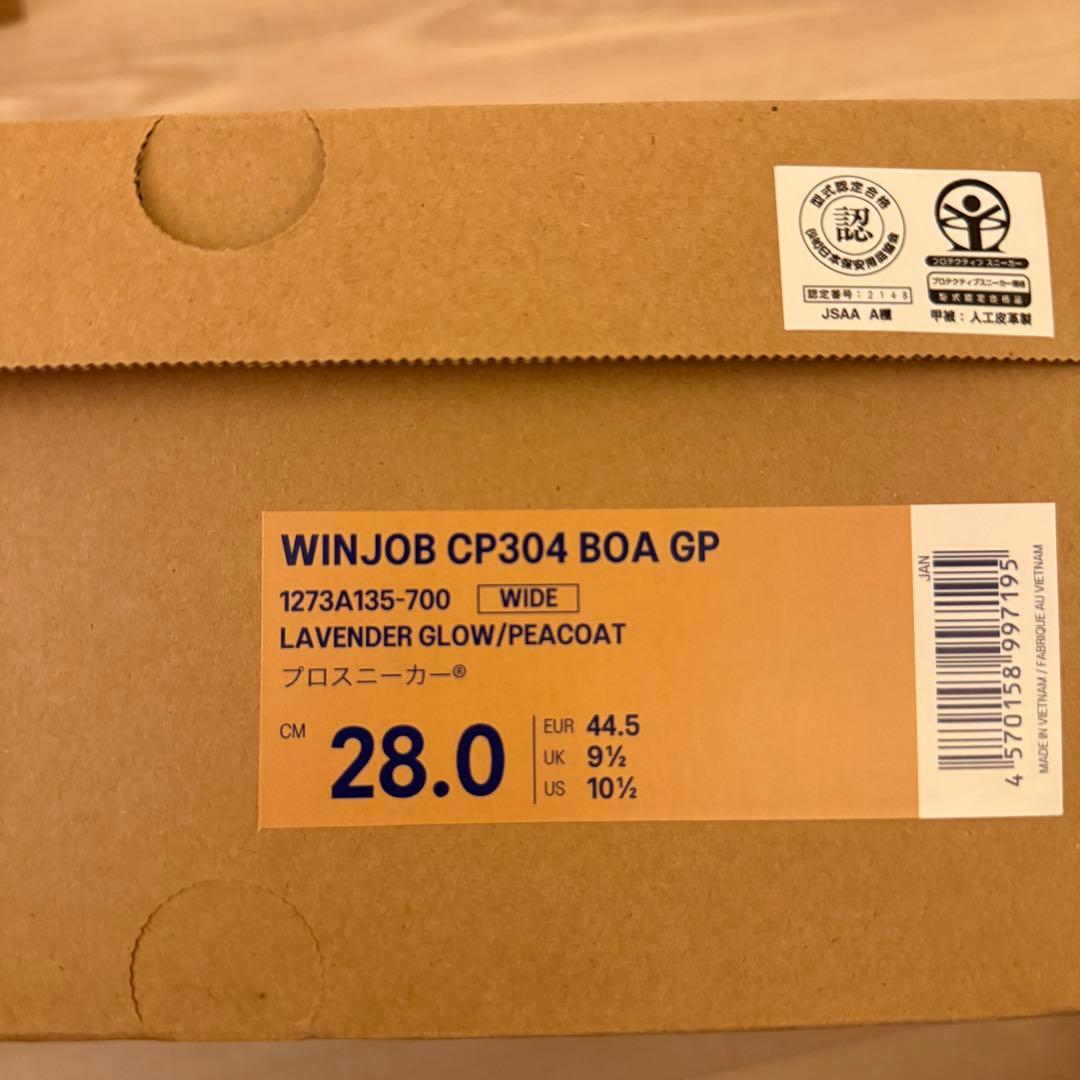 型式認定合格
認
(公社)日本保安用品協会
認定番号:2148
JSAA A種
プロテクティブスニーカー
プロテクティブスニーカー規格
型式認定合格品
甲被:人工皮革製
WINJOB CP304 BOA GP
1273A135-700 WIDE
LAVENDER GLOW/PEACOAT
プロスニーカー®
CM 28.0
EUR 44.5
UK 9½
US 10½
JAN
4 570158 997195
MADE IN VIETNAM / FABRIQUE AU VIETNAM